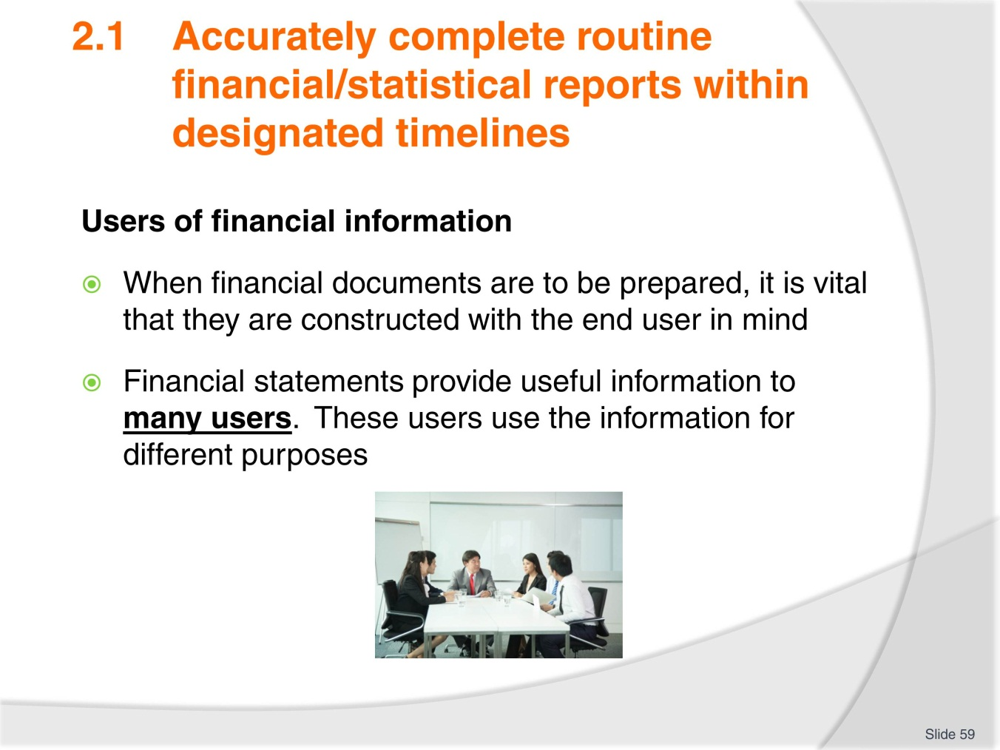 2.1 Accurately complete routine
financial/statistical reports within
designated timelines
Users of financial information
When financial documents are to be prepared, it is vital
that they are constructed with the end user in mind
Financial statements provide useful information to
many users. These users use the information for
different purposes
Slide 59